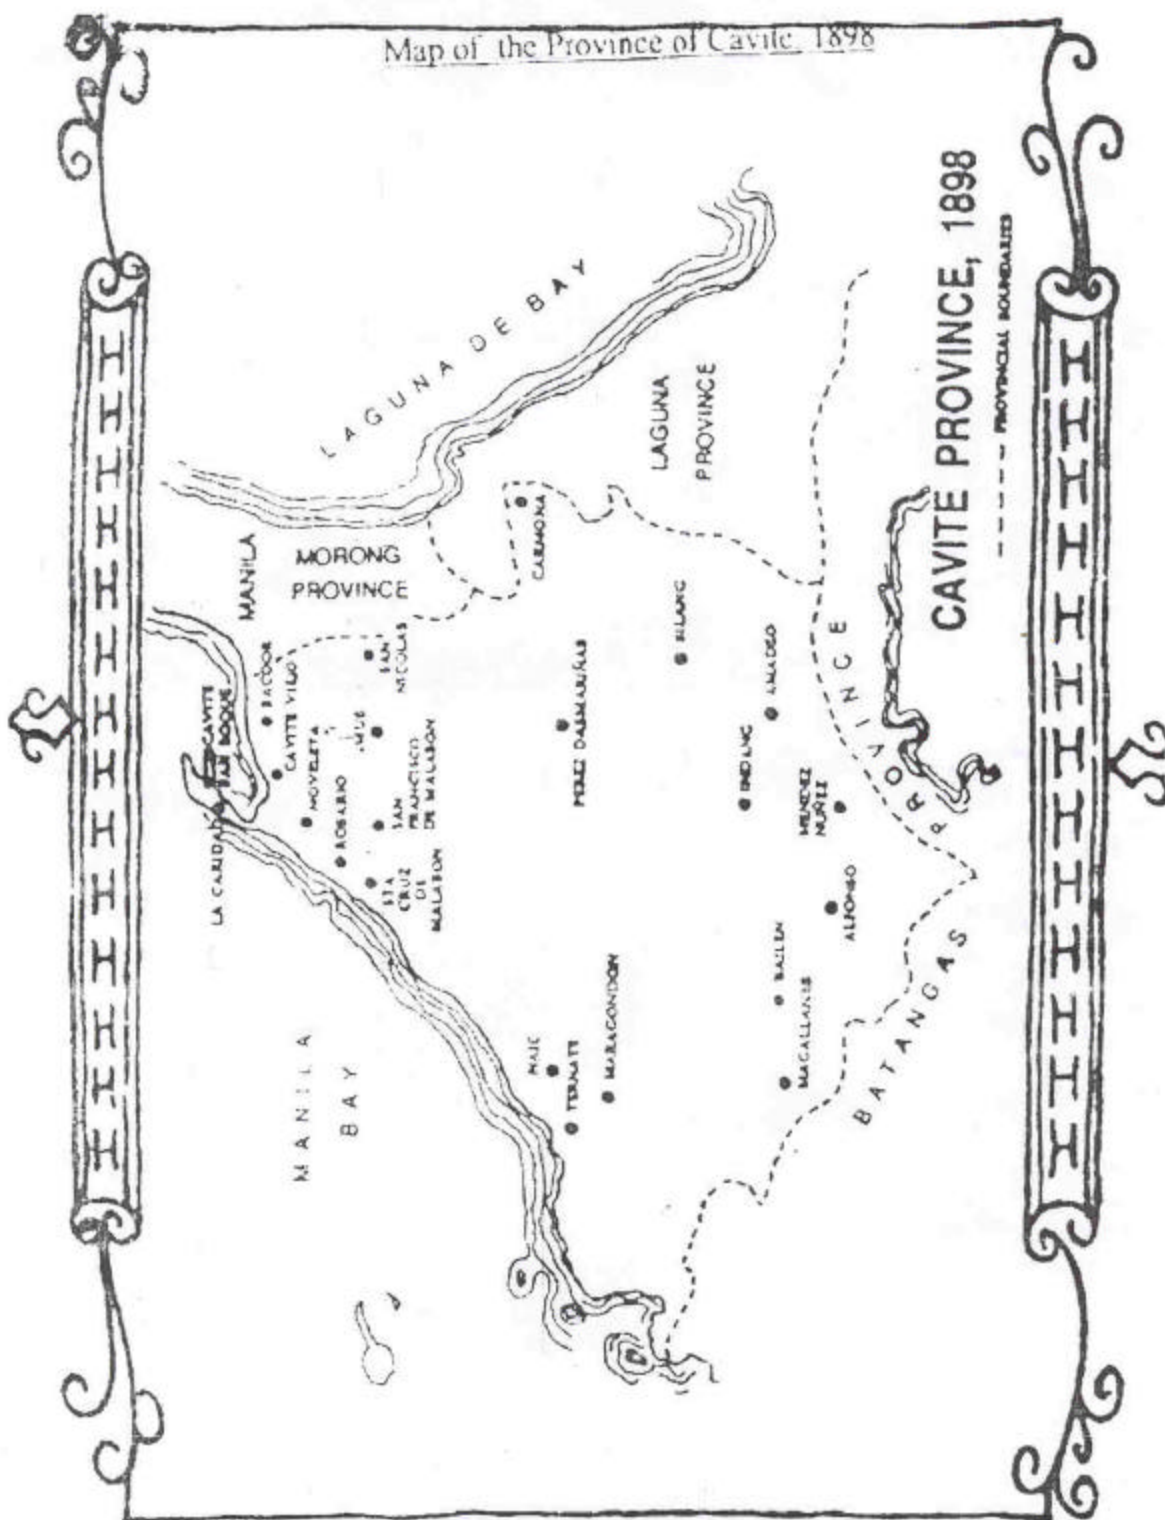 Map of the Province of Cavite 1898
CAVITE PROVINCE, 1898
PROVINCIAL BOUNDARIES
LAGUNA DE BAY
LAGUNA
PROVINCE
MANILA
MORONG
PROVINCE
CARMONA
CAVITE
SAN ROQUE
LA CARIDAD
BACOOR
CAVITE VIEJO
NOVELETA
ROSARIO
SAN
NICOLAS
SAN
FRANCISCO
DE MALABON
STA
CRUZ
DE
MALABON
PEREZ DASMARIÑAS
SILANG
AMADEO
INDANG
MENDEZ
NUÑEZ
ALFONSO
BAILEN
MAGALLANES
NAIC
TERNATE
MARAGONDON
MANILA
BAY
BATANGAS PROVINCE